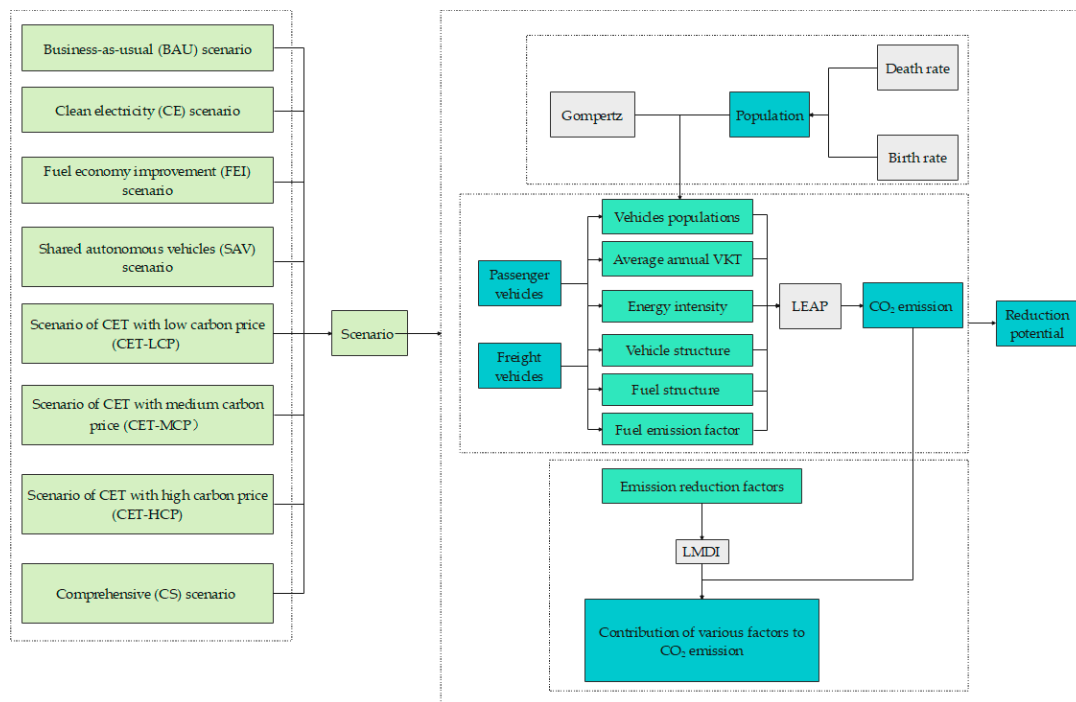 Business-as-usual (BAU) scenario
Clean electricity (CE) scenario
Fuel economy improvement (FEI)
scenario
Shared autonomous vehicles (SAV)
scenario
Scenario of CET with low carbon price
(CET-LCP)
Scenario of CET with medium carbon
price (CET-MCP）
Scenario of CET with high carbon price
(CET-HCP)
Comprehensive (CS) scenario
Scenario
Gompertz
Population
Death rate
Birth rate
Passenger
vehicles
Freight
vehicles
Vehicles populations
Average annual VKT
Energy intensity
Vehicle structure
Fuel structure
Fuel emission factor
LEAP
CO₂ emission
Reduction
potential
Emission reduction factors
LMDI
Contribution of various factors to
CO₂ emission